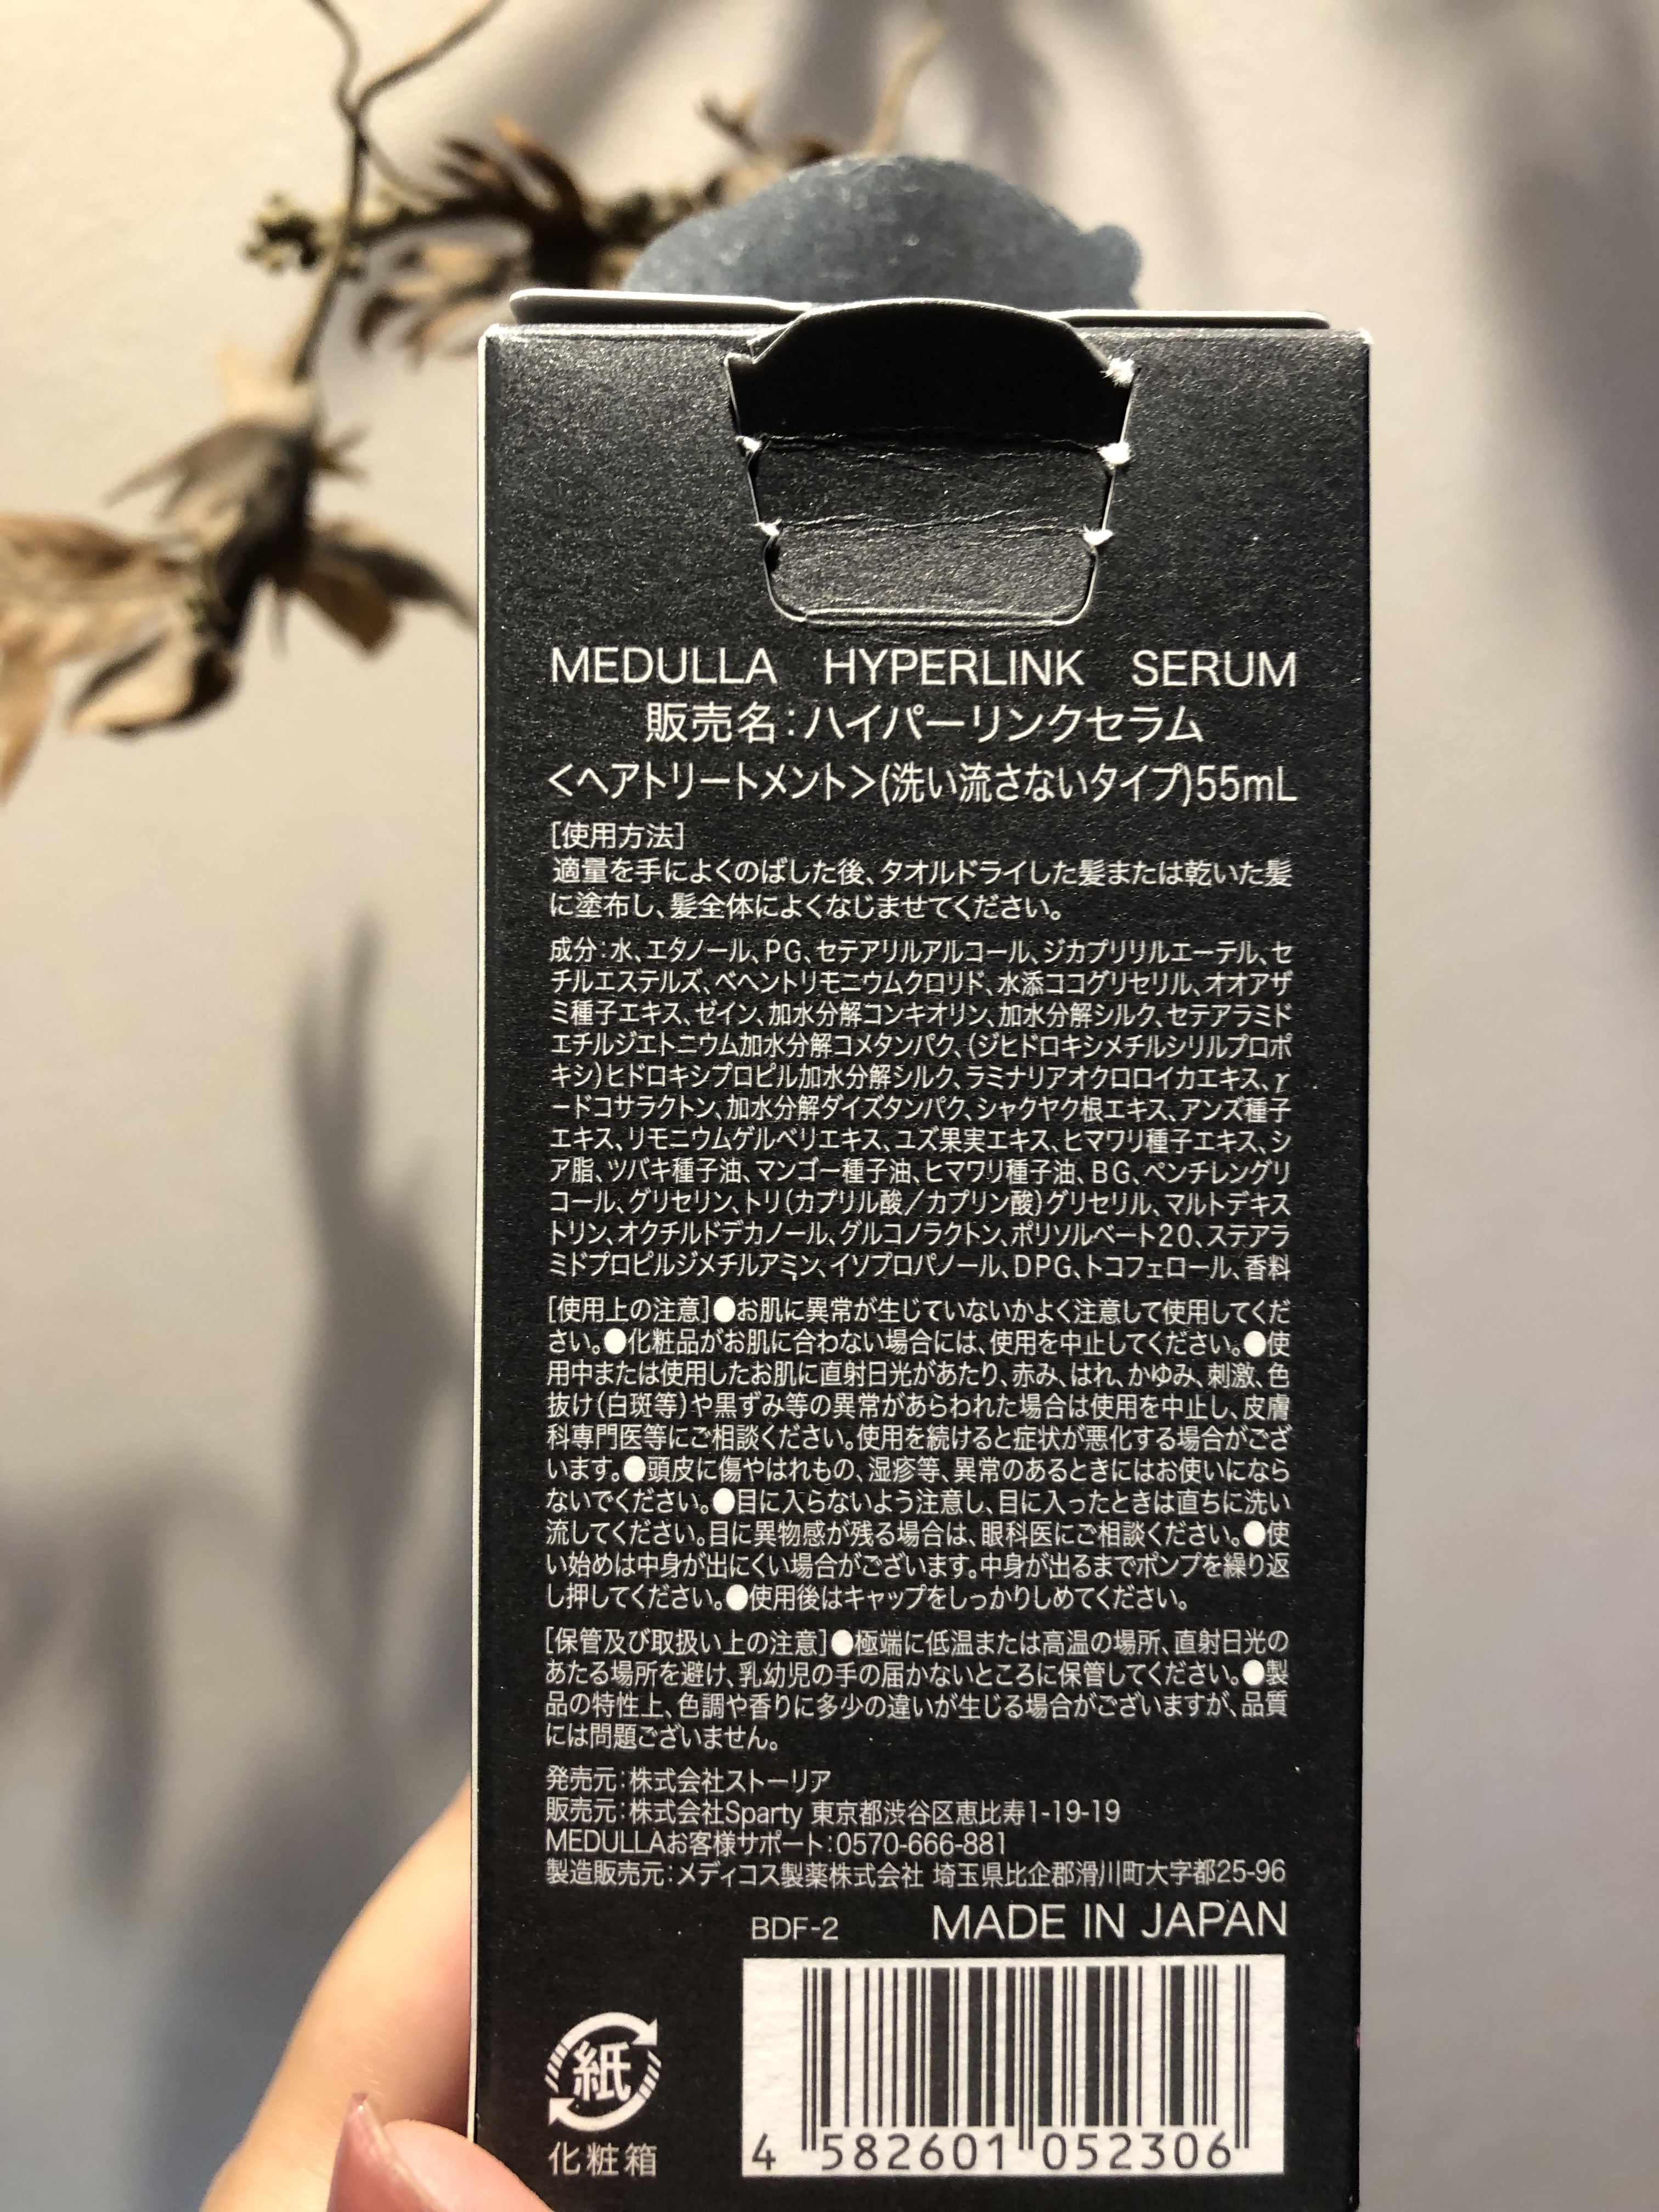 MEDULLA　HYPERLINK　SERUM
販売名：ハイパーリンクセラム
＜ヘアトリートメント＞(洗い流さないタイプ)55mL
［使用方法］
適量を手によくのばした後、タオルドライした髪または乾いた髪
に塗布し、髪全体によくなじませてください。
成分：水、エタノール、PG、セテアリルアルコール、ジカプリリルエーテル、セ
チルエステルズ、ベヘントリモニウムクロリド、水添ココグリセリル、オオアザ
ミ種子エキス、ゼイン、加水分解コンキオリン、加水分解シルク、セテアラミド
エチルジエトニウム加水分解コメタンパク、(ジヒドロキシメチルシリルプロポ
キシ)ヒドロキシプロピル加水分解シルク、ラミナリアオクロロイカエキス、γ
ードコサラクトン、加水分解ダイズタンパク、シャクヤク根エキス、アンズ種子
エキス、リモニウムゲルベリエキス、ユズ果実エキス、ヒマワリ種子エキス、シ
ア脂、ツバキ種子油、マンゴー種子油、ヒマワリ種子油、BG、ペンチレングリ
コール、グリセリン、トリ(カプリル酸／カプリン酸)グリセリル、マルトデキス
トリン、オクチルドデカノール、グルコノラクトン、ポリソルベート20、ステアラ
ミドプロピルジメチルアミン、イソプロパノール、DPG、トコフェロール、香料
［使用上の注意］●お肌に異常が生じていないかよく注意して使用してくだ
さい。●化粧品がお肌に合わない場合には、使用を中止してください。●使
用中または使用したお肌に直射日光があたり、赤み、はれ、かゆみ、刺激、色
抜け(白斑等)や黒ずみ等の異常があらわれた場合は使用を中止し、皮膚
科専門医等にご相談ください。使用を続けると症状が悪化する場合がござ
います。●頭皮に傷やはれもの、湿疹等、異常のあるときにはお使いになら
ないでください。●目に入らないよう注意し、目に入ったときは直ちに洗い
流してください。目に異物感が残る場合は、眼科医にご相談ください。●使
い始めは中身が出にくい場合がございます。中身が出るまでポンプを繰り返
し押してください。●使用後はキャップをしっかりしめてください。
［保管及び取扱い上の注意］●極端に低温または高温の場所、直射日光の
あたる場所を避け、乳幼児の手の届かないところに保管してください。●製
品の特性上、色調や香りに多少の違いが生じる場合がございますが、品質
には問題ございません。
発売元：株式会社ストーリア
販売元：株式会社Sparty 東京都渋谷区恵比寿1-19-19
MEDULLAお客様サポート：0570-666-881
製造販売元：メディコス製薬株式会社 埼玉県比企郡滑川町大字都25-96
BDF-2　MADE IN JAPAN
紙
化粧箱
4 582601 052306